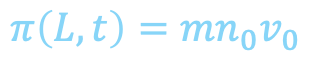 π(L, t) = mn₀v₀